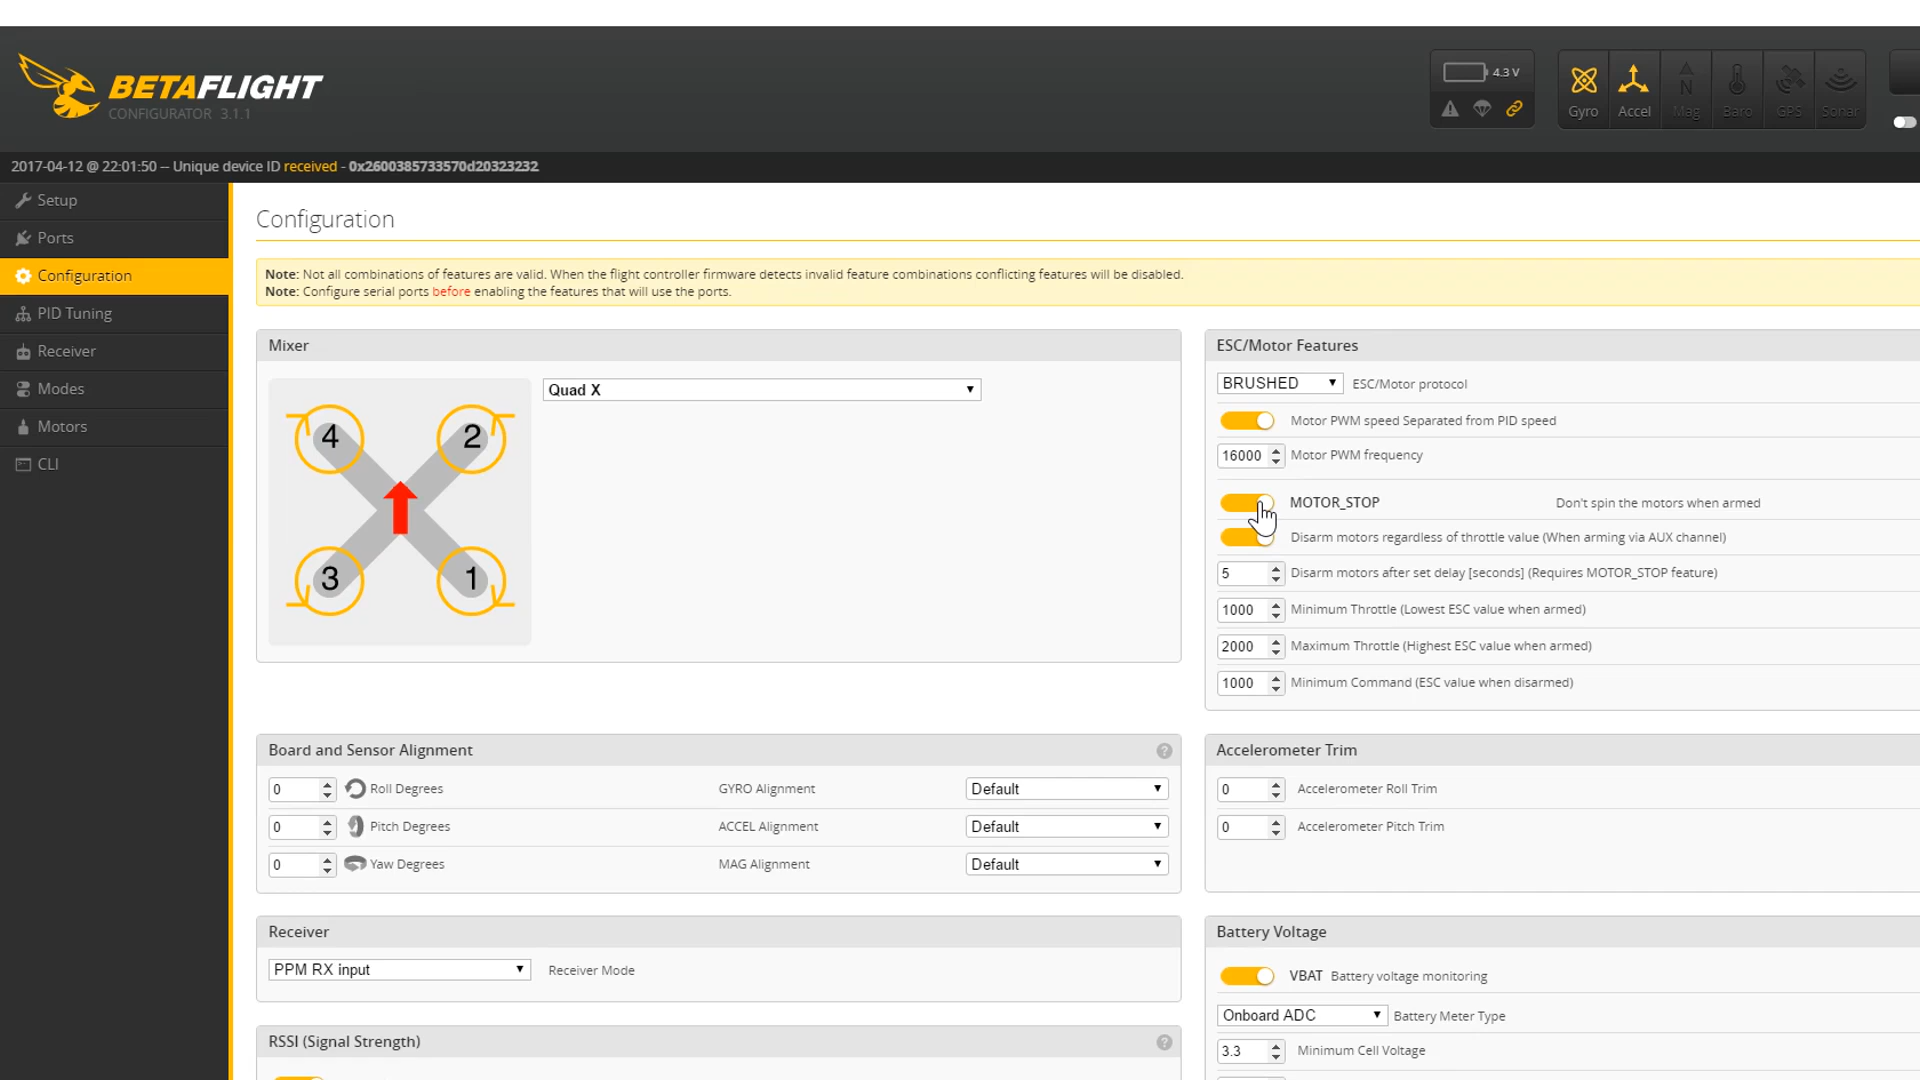 BETAFLIGHT
CONFIGURATOR 3.1.1
4.3 V
Gyro
Accel
Mag
Baro
GPS
Sonar
2017-04-12 @ 22:01:50 -- Unique device ID received - 0x2600385733570d20323232
Setup
Ports
Configuration
PID Tuning
Receiver
Modes
Motors
CLI
Configuration
Note: Not all combinations of features are valid. When the flight controller firmware detects invalid feature combinations conflicting features will be disabled.
Note: Configure serial ports before enabling the features that will use the ports.
Mixer
Quad X
4
2
3
1
ESC/Motor Features
BRUSHED ESC/Motor protocol
Motor PWM speed Separated from PID speed
16000 Motor PWM frequency
MOTOR_STOP Don't spin the motors when armed
Disarm motors regardless of throttle value (When arming via AUX channel)
5 Disarm motors after set delay [seconds] (Requires MOTOR_STOP feature)
1000 Minimum Throttle (Lowest ESC value when armed)
2000 Maximum Throttle (Highest ESC value when armed)
1000 Minimum Command (ESC value when disarmed)
Board and Sensor Alignment
0 Roll Degrees GYRO Alignment Default
0 Pitch Degrees ACCEL Alignment Default
0 Yaw Degrees MAG Alignment Default
Accelerometer Trim
0 Accelerometer Roll Trim
0 Accelerometer Pitch Trim
Receiver
PPM RX input Receiver Mode
Battery Voltage
VBAT Battery voltage monitoring
Onboard ADC Battery Meter Type
3.3 Minimum Cell Voltage
RSSI (Signal Strength)